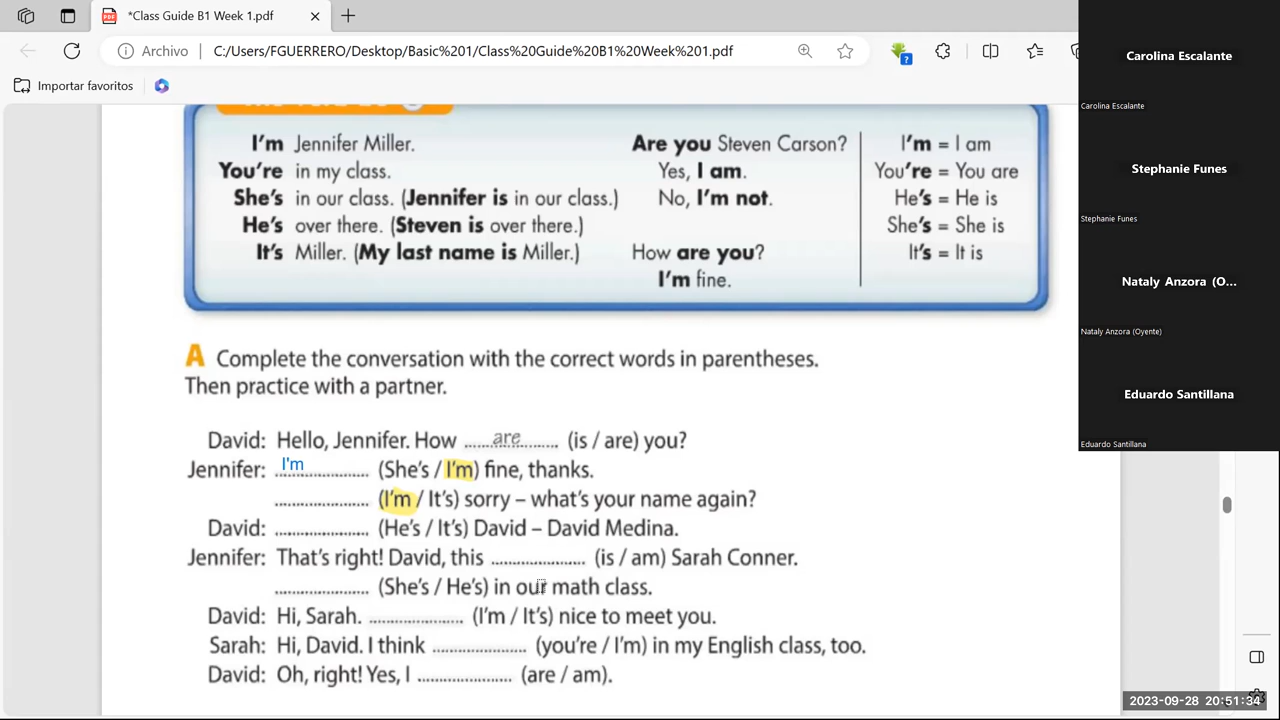 *Class Guide B1 Week 1.pdf
Archivo C:/Users/FGUERRERO/Desktop/Basic%201/Class%20Guide%20B1%20Week%201.pdf
Importar favoritos
I'm Jennifer Miller.
You're in my class.
She's in our class. (Jennifer is in our class.)
He's over there. (Steven is over there.)
It's Miller. (My last name is Miller.)
Are you Steven Carson?
Yes, I am.
No, I'm not.
How are you?
I'm fine.
I'm = I am
You're = You are
He's = He is
She's = She is
It's = It is
A Complete the conversation with the correct words in parentheses.
Then practice with a partner.
David: Hello, Jennifer. How ......are......... (is / are) you?
Jennifer: I'm .................... (She's / I'm) fine, thanks.
.................... (I'm / It's) sorry – what's your name again?
David: .................... (He's / It's) David – David Medina.
Jennifer: That's right! David, this .................... (is / am) Sarah Conner.
.................... (She's / He's) in our math class.
David: Hi, Sarah. .................... (I'm / It's) nice to meet you.
Sarah: Hi, David. I think .................... (you're / I'm) in my English class, too.
David: Oh, right! Yes, I .................... (are / am).
Carolina Escalante
Carolina Escalante
Stephanie Funes
Stephanie Funes
Nataly Anzora (O...
Nataly Anzora (Oyente)
Eduardo Santillana
Eduardo Santillana
2023-09-28 20:51:34